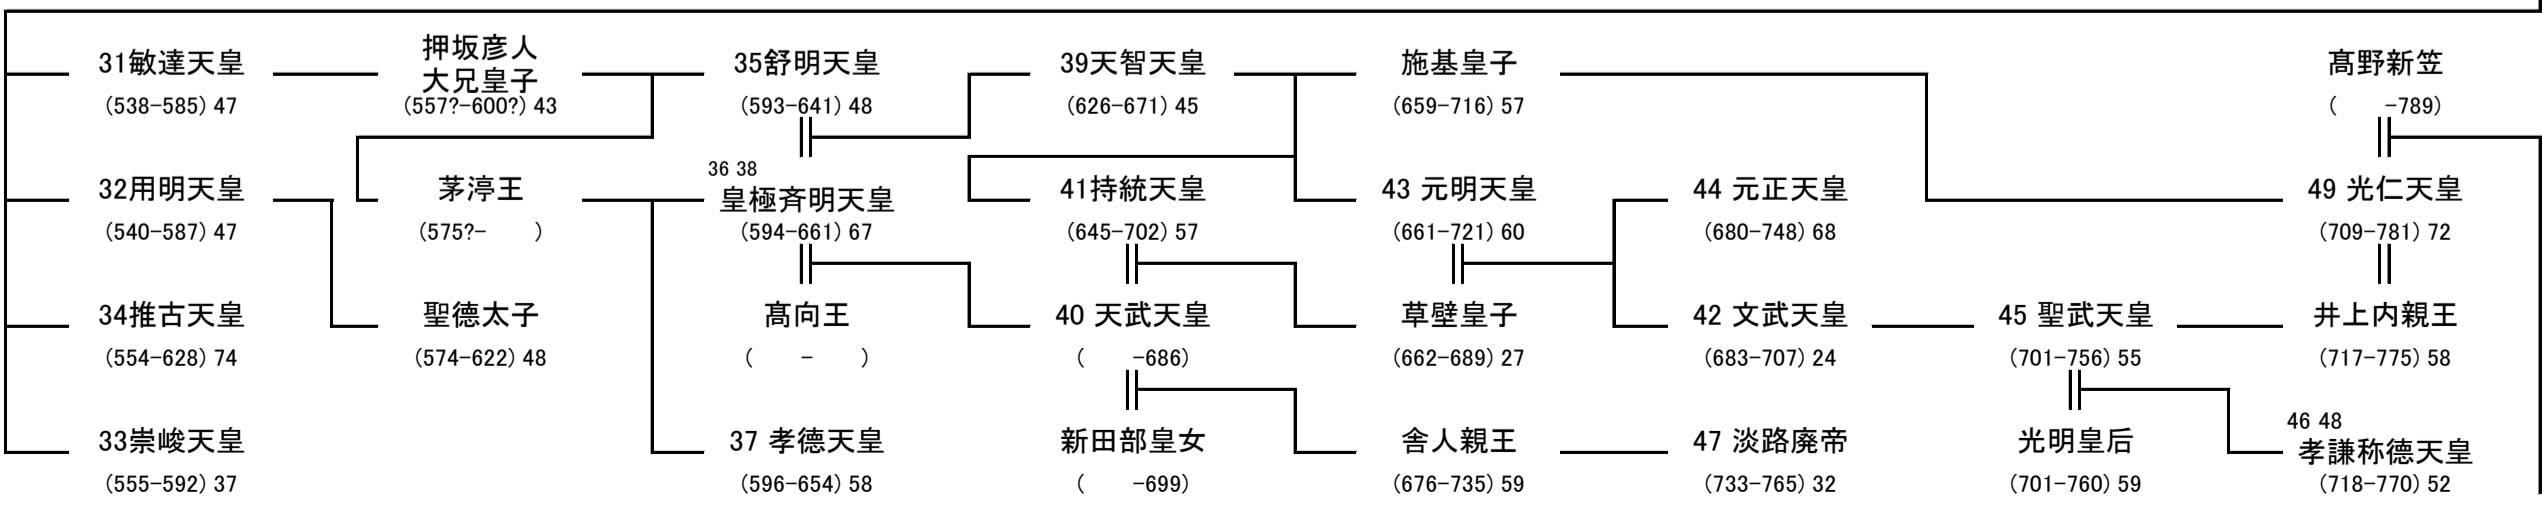 31敏達天皇
(538-585) 47
押坂彦人
大兄皇子
(557?-600?) 43
35舒明天皇
(593-641) 48
39天智天皇
(626-671) 45
施基皇子
(659-716) 57
髙野新笠
(　　-789)
32用明天皇
(540-587) 47
茅渟王
(575?-　　)
36 38
皇極斉明天皇
(594-661) 67
41持統天皇
(645-702) 57
43 元明天皇
(661-721) 60
44 元正天皇
(680-748) 68
49 光仁天皇
(709-781) 72
34推古天皇
(554-628) 74
聖德太子
(574-622) 48
髙向王
(　　-　　)
40 天武天皇
(　　-686)
草壁皇子
(662-689) 27
42 文武天皇
(683-707) 24
45 聖武天皇
(701-756) 55
井上内親王
(717-775) 58
33崇峻天皇
(555-592) 37
37 孝德天皇
(596-654) 58
新田部皇女
(　　-699)
舎人親王
(676-735) 59
47 淡路廃帝
(733-765) 32
光明皇后
(701-760) 59
46 48
孝謙称德天皇
(718-770) 52